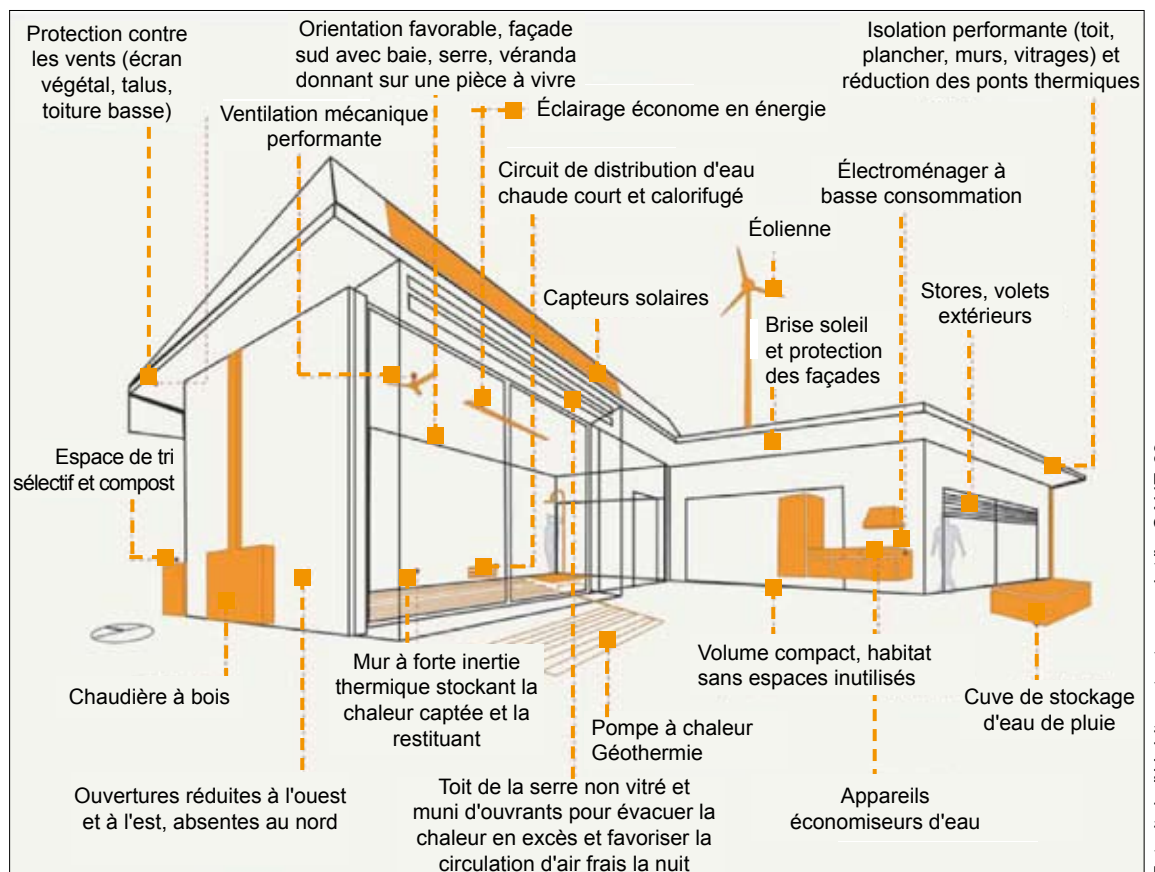 Protection contre
les vents (écran
végétal, talus,
toiture basse)
Orientation favorable, façade
sud avec baie, serre, véranda
donnant sur une pièce à vivre
Isolation performante (toit,
plancher, murs, vitrages) et
réduction des ponts thermiques
Ventilation mécanique
performante
Éclairage économe en énergie
Circuit de distribution d'eau
chaude court et calorifugé
Électroménager à
basse consommation
Éolienne
Capteurs solaires
Brise soleil
et protection
des façades
Stores, volets
extérieurs
Espace de tri
sélectif et compost
Chaudière à bois
Mur à forte inertie
thermique stockant la
chaleur captée et la
restituant
Pompe à chaleur
Géothermie
Volume compact, habitat
sans espaces inutilisés
Cuve de stockage
d'eau de pluie
Ouvertures réduites à l'ouest
et à l'est, absentes au nord
Toit de la serre non vitré et
muni d'ouvrants pour évacuer la
chaleur en excès et favoriser la
circulation d'air frais la nuit
Appareils
économiseurs d'eau